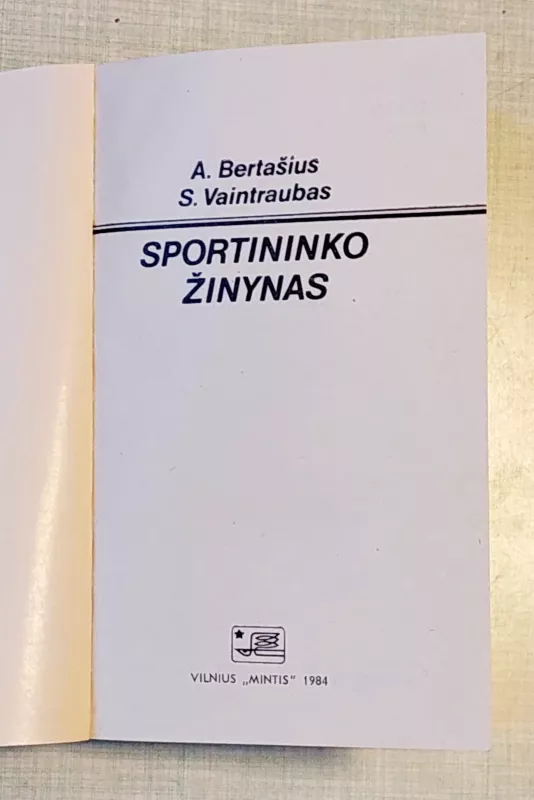 A. Bertašius
S. Vaintraubas
SPORTININKO
ŽINYNAS
VILNIUS „MINTIS“ 1984